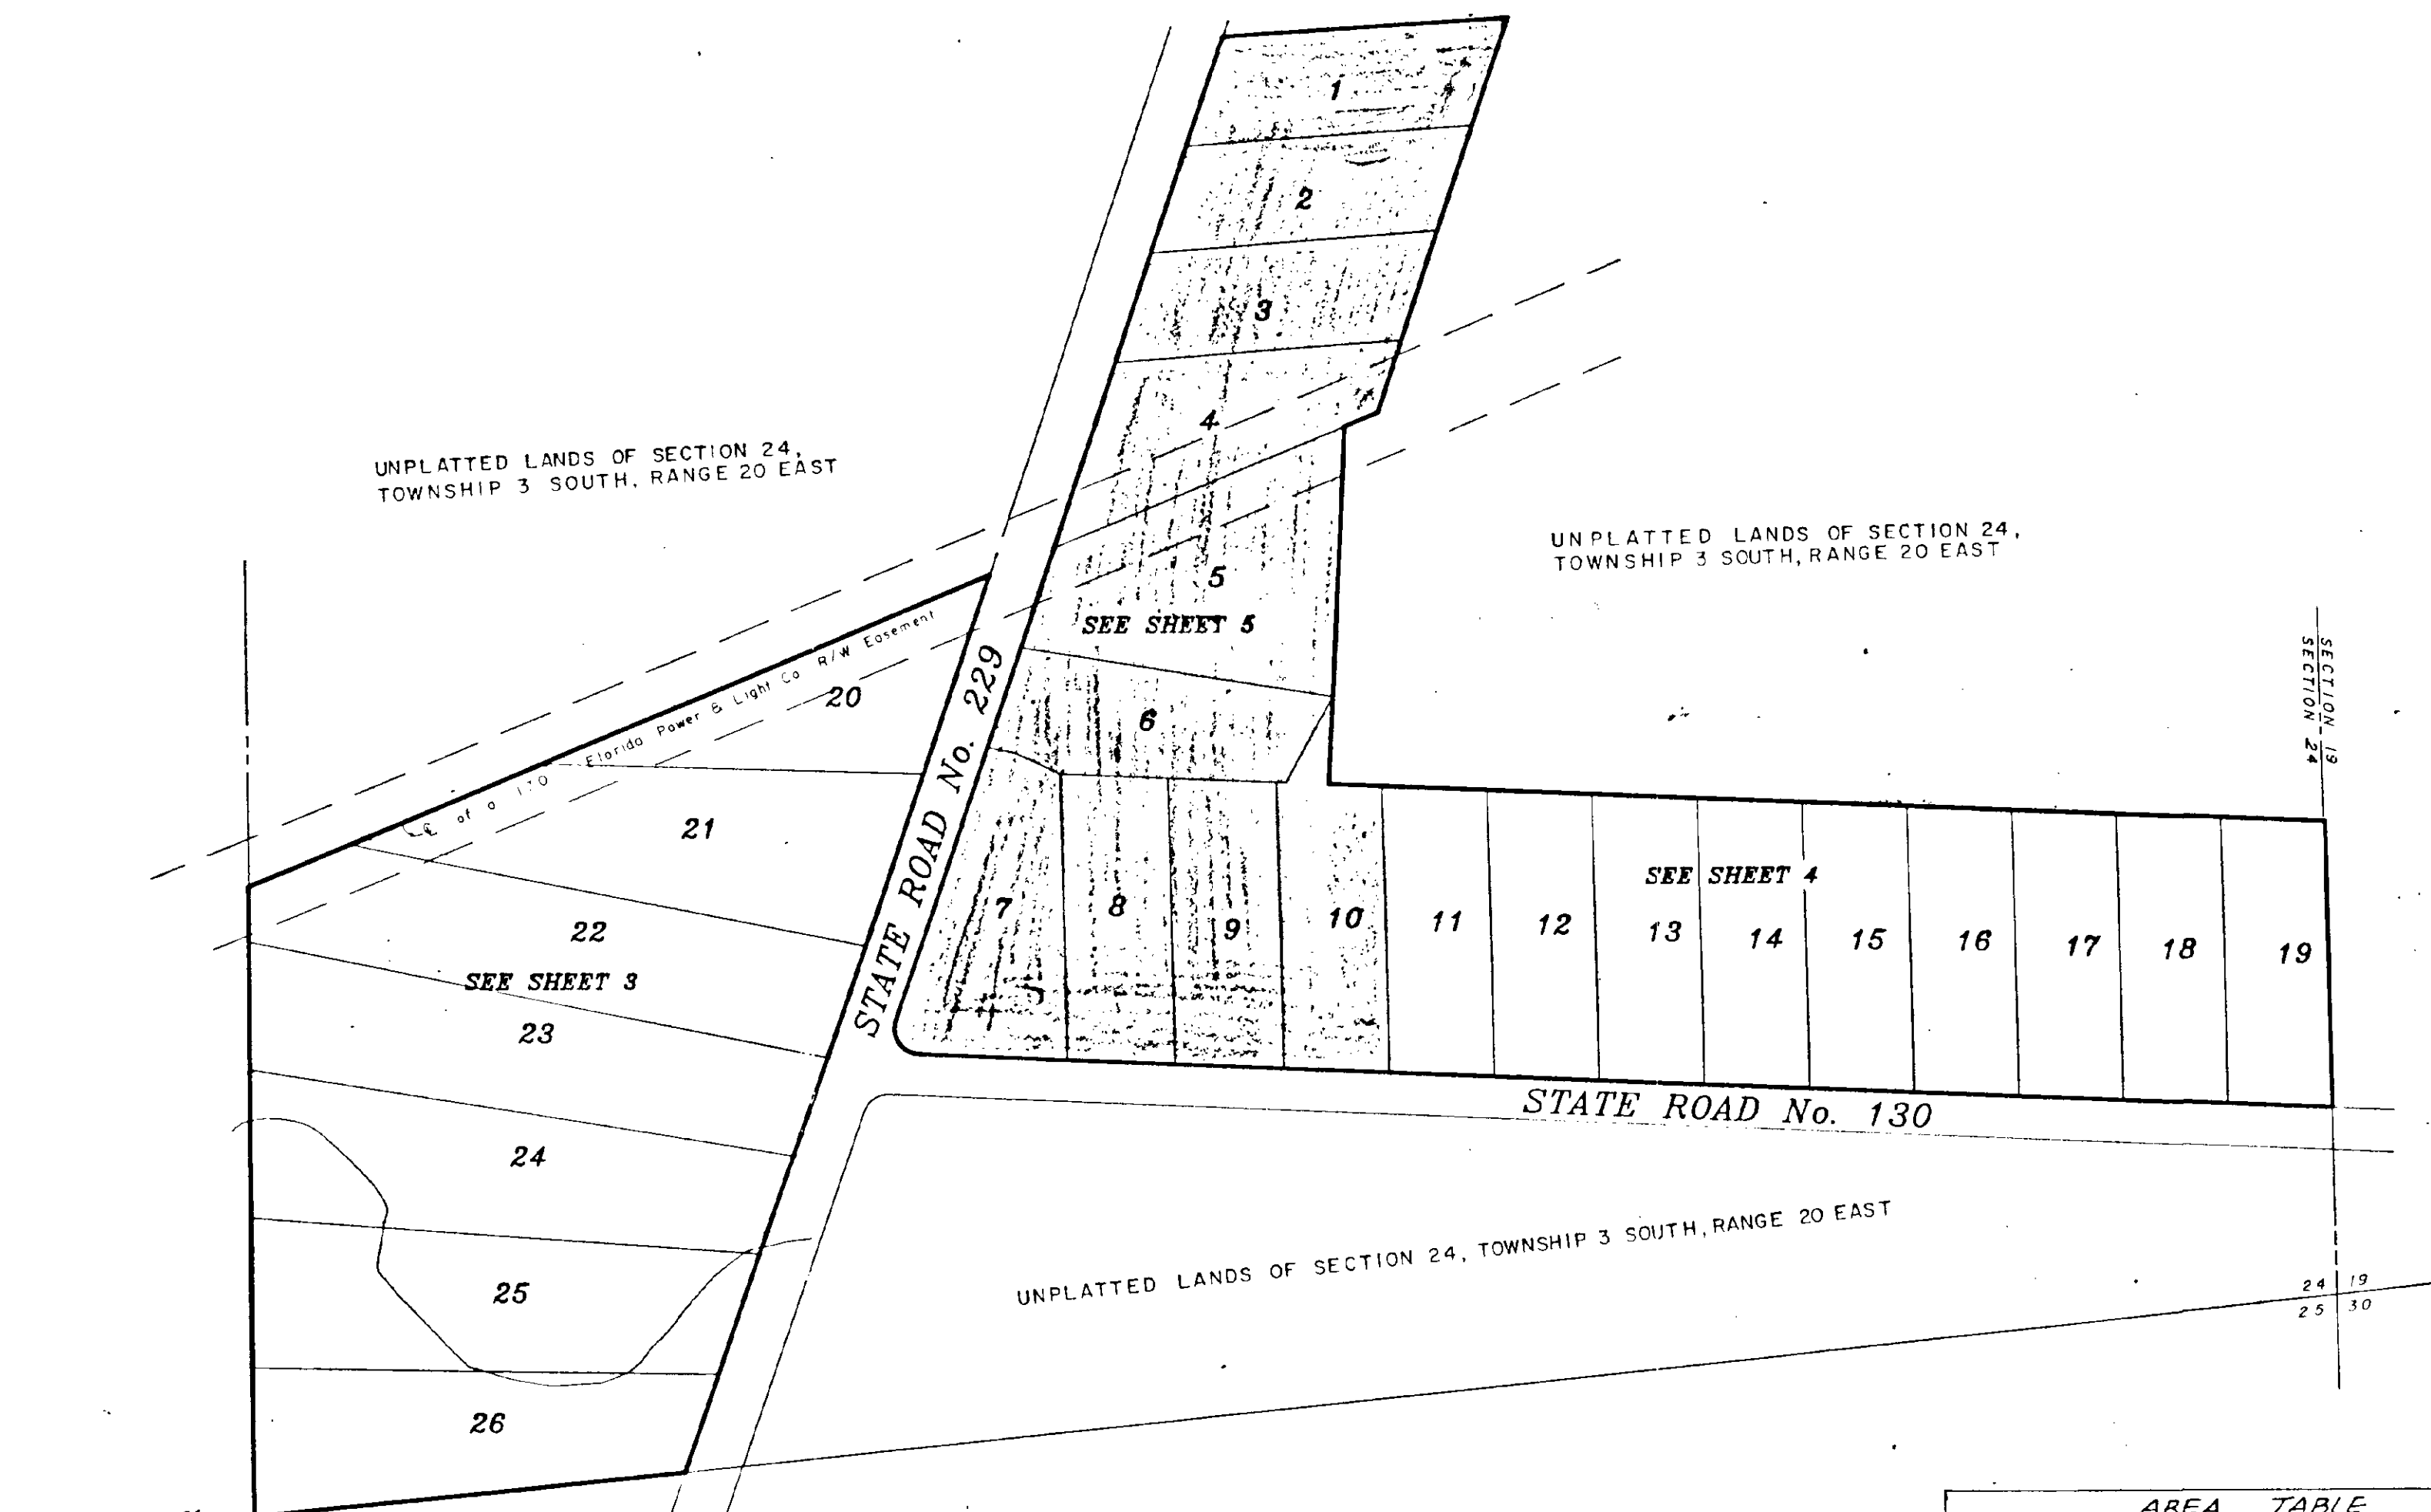 1
2
3
4
UNPLATTED LANDS OF SECTION 24,
TOWNSHIP 3 SOUTH, RANGE 20 EAST
UNPLATTED LANDS OF SECTION 24,
TOWNSHIP 3 SOUTH, RANGE 20 EAST
5
SEE SHEET 5
SECTION 19
SECTION 24
℄ of a 170 Florida Power & Light Co R/W Easement
20
STATE ROAD No. 229
6
21
22
SEE SHEET 3
23
24
25
26
7
8
9
10
11
12
SEE SHEET 4
13
14
15
16
17
18
19
STATE ROAD No. 130
UNPLATTED LANDS OF SECTION 24, TOWNSHIP 3 SOUTH, RANGE 20 EAST
24 19
25 30
AREA TABLE